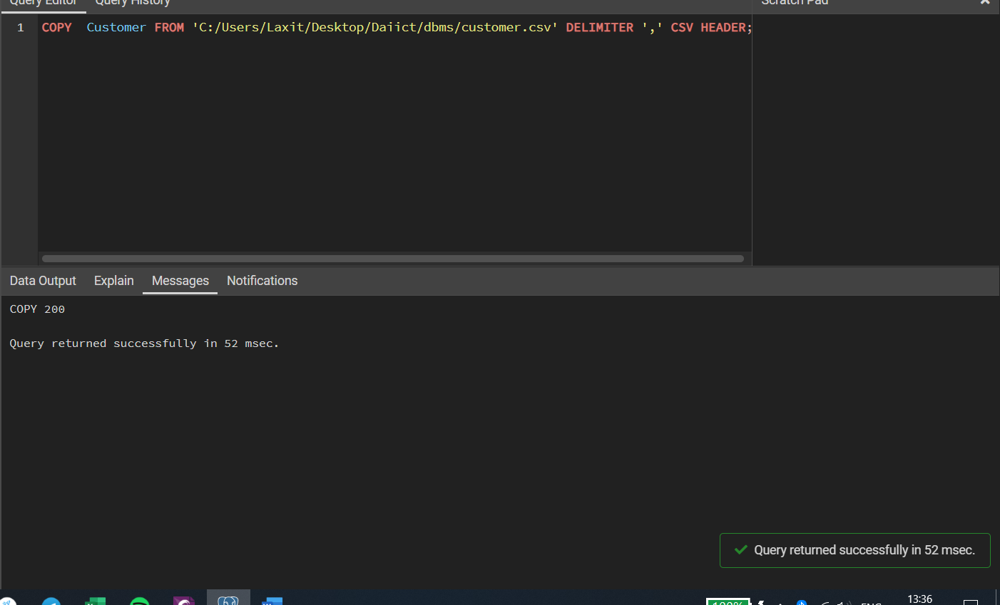 Query Editor Query History
Scratch Pad
1 COPY  Customer FROM 'C:/Users/Laxit/Desktop/Daiict/dbms/customer.csv' DELIMITER ',' CSV HEADER;
Data Output Explain Messages Notifications
COPY 200
Query returned successfully in 52 msec.
Query returned successfully in 52 msec.
100% ENG 13:36